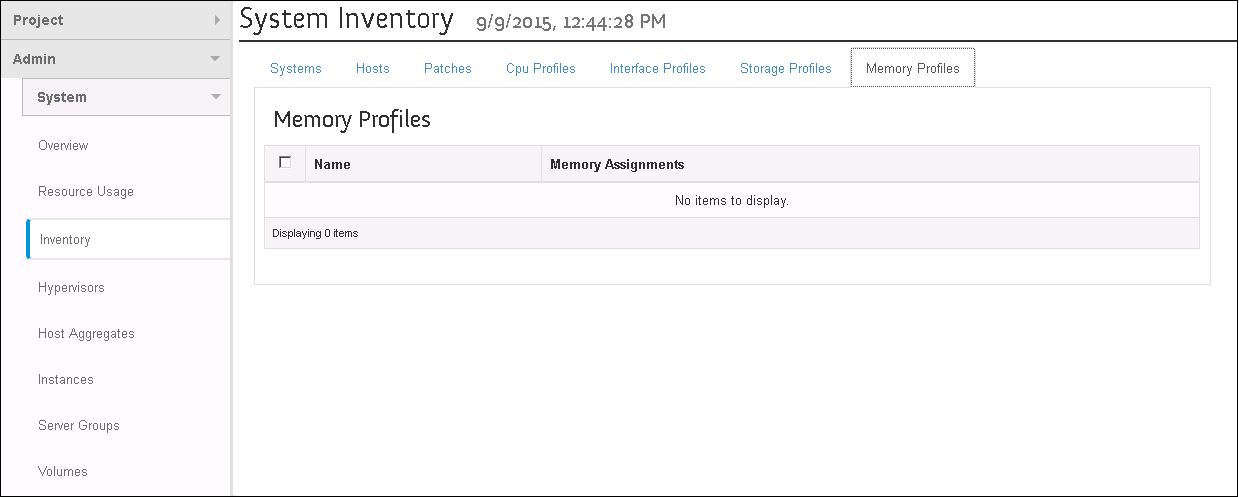 Project
Admin
System
Overview
Resource Usage
Inventory
Hypervisors
Host Aggregates
Instances
Server Groups
Volumes
System Inventory 9/9/2015, 12:44:28 PM
Systems Hosts Patches Cpu Profiles Interface Profiles Storage Profiles Memory Profiles
Memory Profiles
Name Memory Assignments
No items to display.
Displaying 0 items